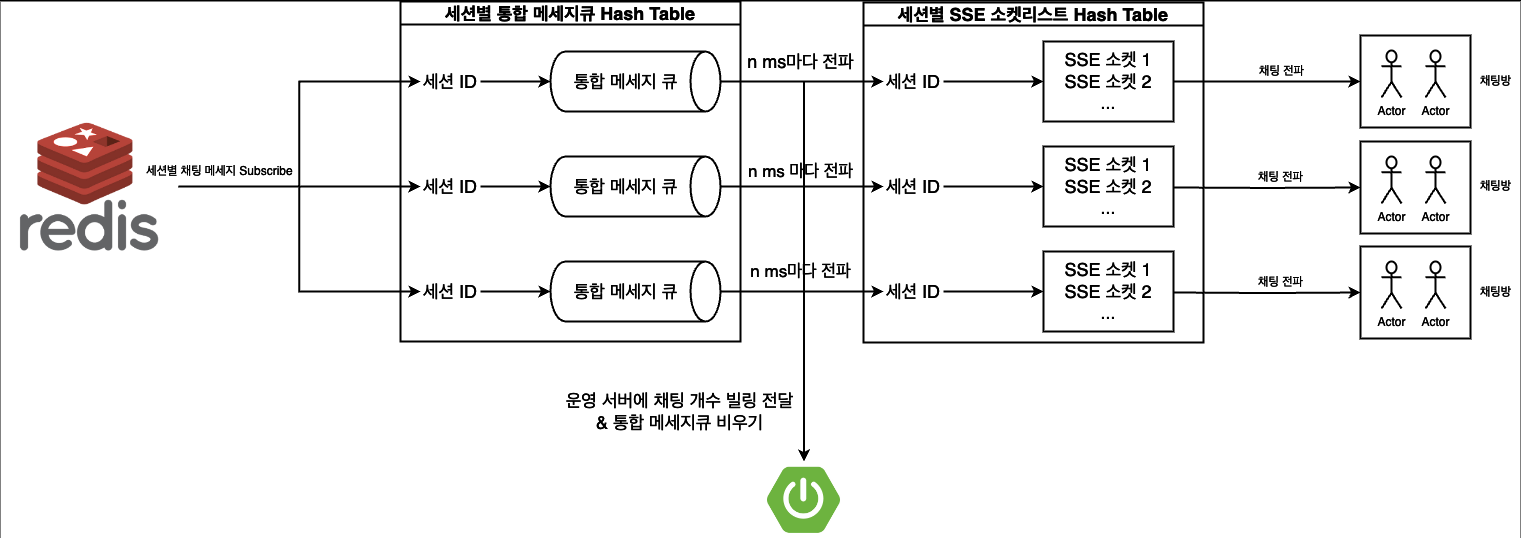 세션별 통합 메세지큐 Hash Table
세션별 SSE 소켓리스트 Hash Table
세션 ID
통합 메세지 큐
n ms마다 전파
세션 ID
SSE 소켓 1
SSE 소켓 2
...
채팅 전파
Actor
Actor
채팅방
redis
세션별 채팅 메세지 Subscribe
세션 ID
통합 메세지 큐
n ms 마다 전파
세션 ID
SSE 소켓 1
SSE 소켓 2
...
채팅 전파
Actor
Actor
채팅방
세션 ID
통합 메세지 큐
n ms마다 전파
세션 ID
SSE 소켓 1
SSE 소켓 2
...
채팅 전파
Actor
Actor
채팅방
운영 서버에 채팅 개수 빌링 전달
& 통합 메세지큐 비우기